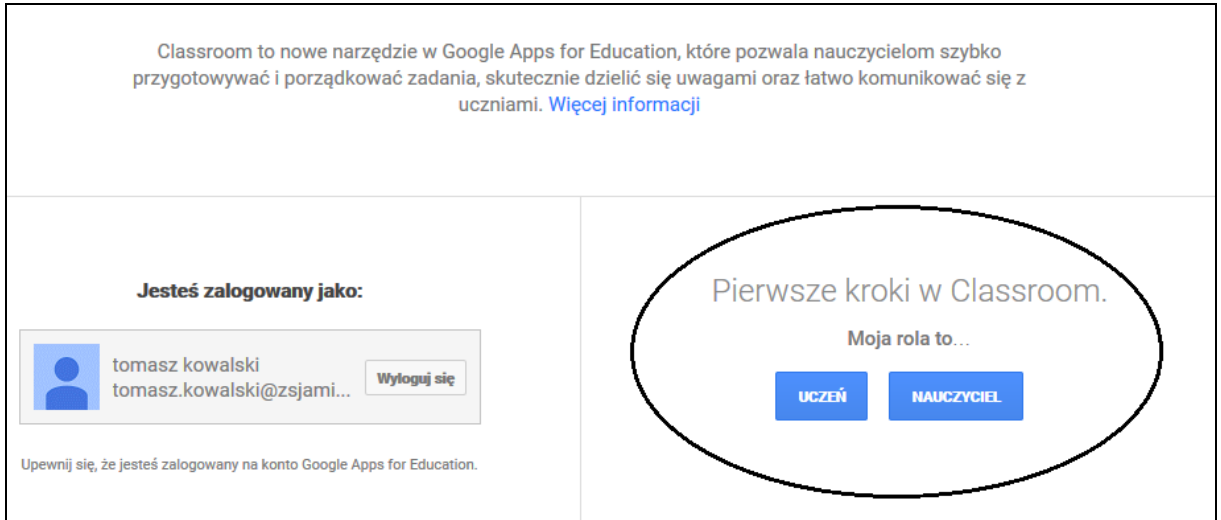 Classroom to nowe narzędzie w Google Apps for Education, które pozwala nauczycielom szybko
przygotowywać i porządkować zadania, skutecznie dzielić się uwagami oraz łatwo komunikować się z
uczniami. Więcej informacji
Jesteś zalogowany jako:
tomasz kowalski
tomasz.kowalski@zsjami...
Wyloguj się
Upewnij się, że jesteś zalogowany na konto Google Apps for Education.
Pierwsze kroki w Classroom.
Moja rola to...
UCZEŃ
NAUCZYCIEL